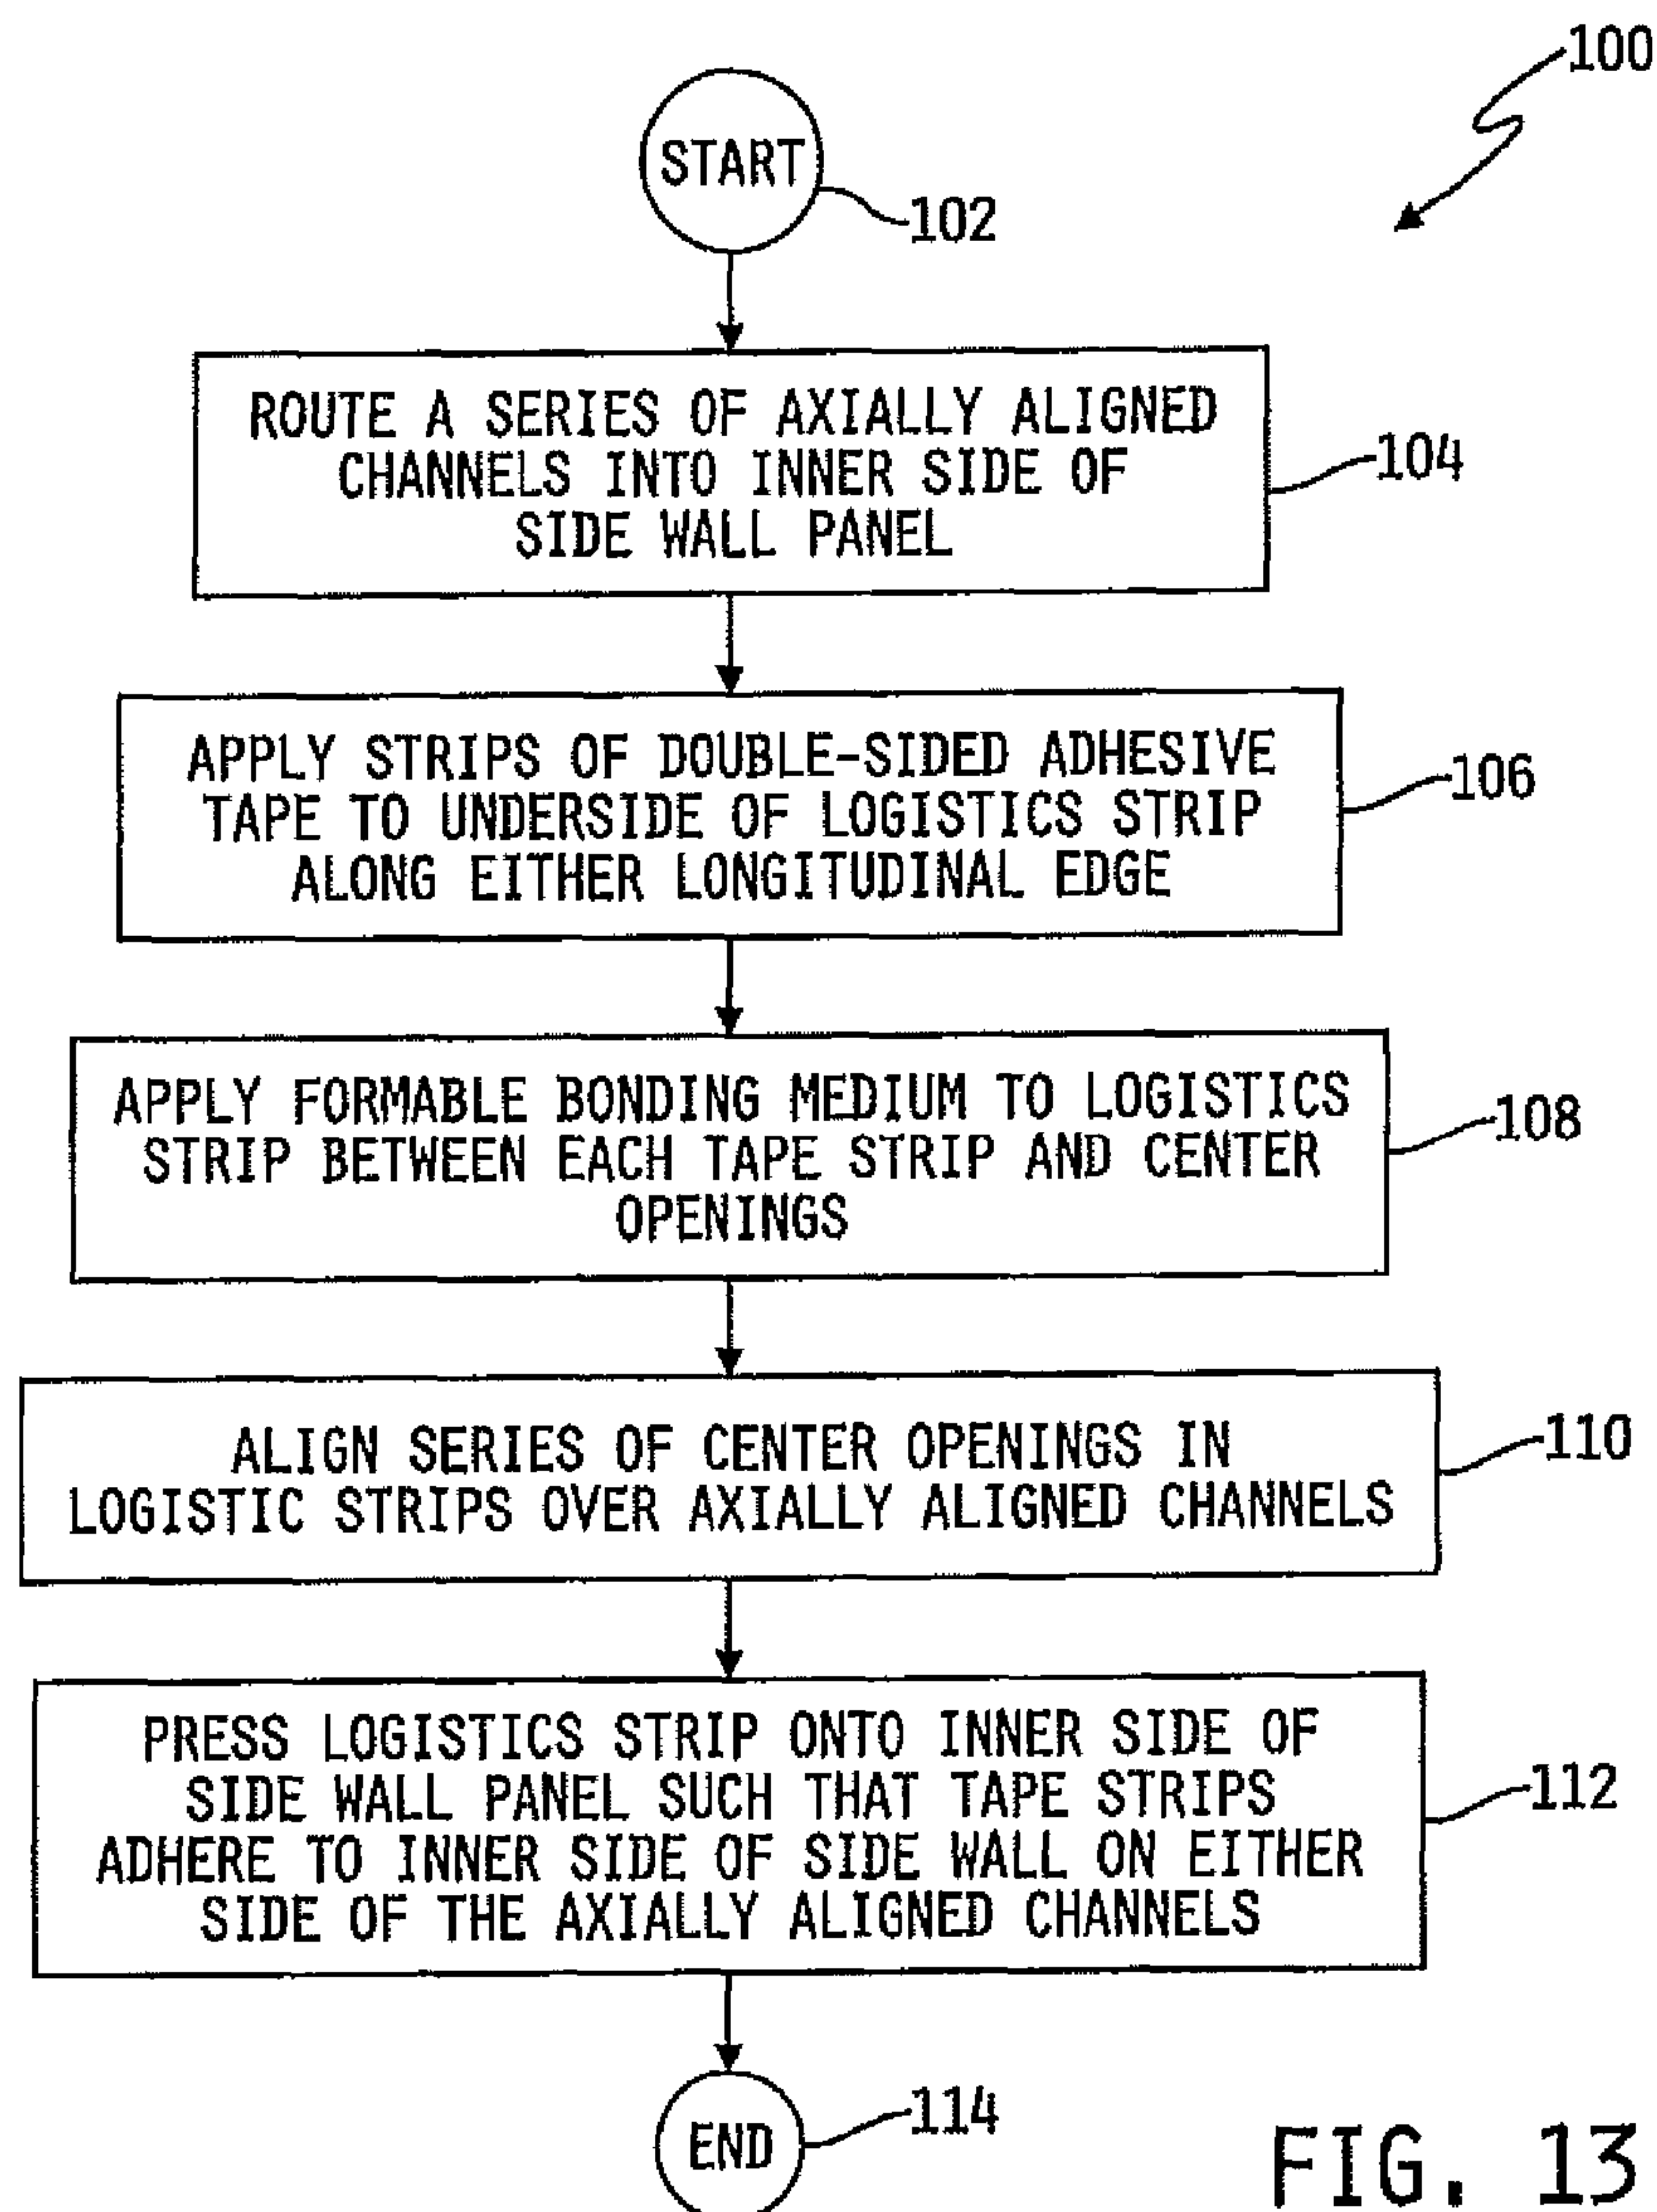 100
START
102
ROUTE A SERIES OF AXIALLY ALIGNED
CHANNELS INTO INNER SIDE OF
SIDE WALL PANEL
104
APPLY STRIPS OF DOUBLE-SIDED ADHESIVE
TAPE TO UNDERSIDE OF LOGISTICS STRIP
ALONG EITHER LONGITUDINAL EDGE
106
APPLY FORMABLE BONDING MEDIUM TO LOGISTICS
STRIP BETWEEN EACH TAPE STRIP AND CENTER
OPENINGS
108
ALIGN SERIES OF CENTER OPENINGS IN
LOGISTIC STRIPS OVER AXIALLY ALIGNED CHANNELS
110
PRESS LOGISTICS STRIP ONTO INNER SIDE OF
SIDE WALL PANEL SUCH THAT TAPE STRIPS
ADHERE TO INNER SIDE OF SIDE WALL ON EITHER
SIDE OF THE AXIALLY ALIGNED CHANNELS
112
END
114
FIG. 13